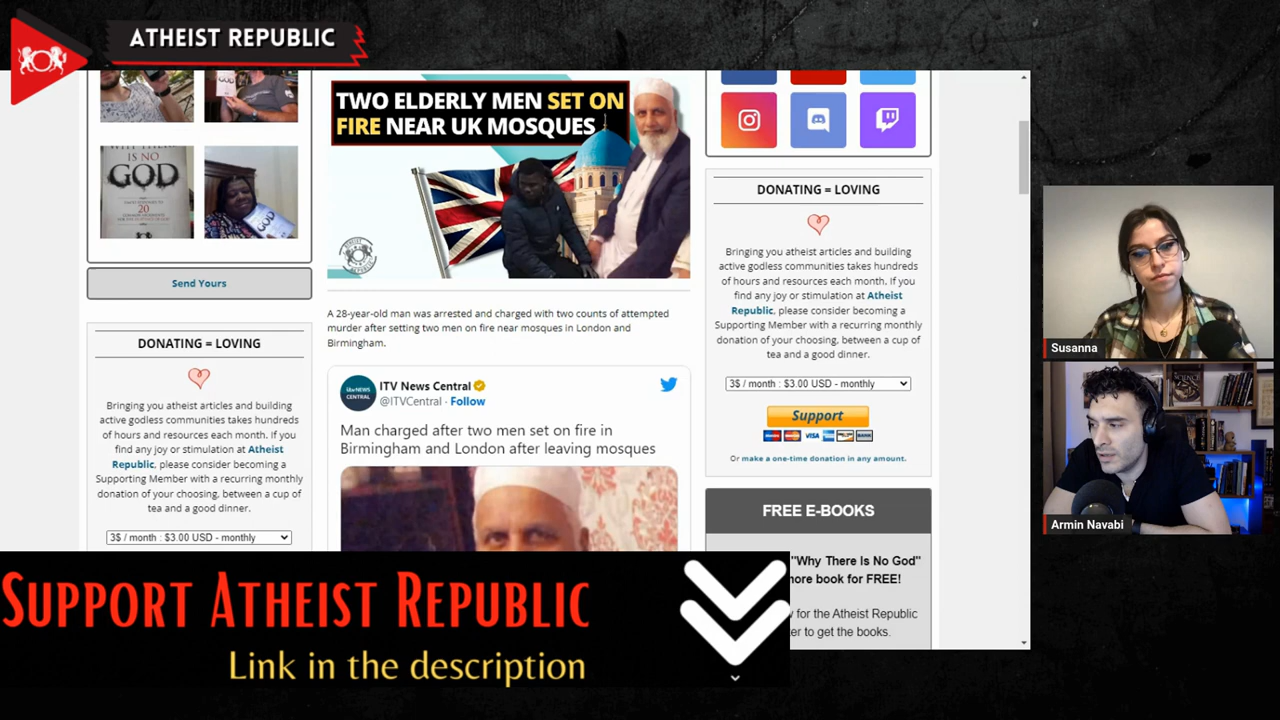 ATHEIST REPUBLIC
IS NO
GOD
20
Send Yours
DONATING = LOVING
Bringing you atheist articles and building
active godless communities takes hundreds
of hours and resources each month. If you
find any joy or stimulation at Atheist
Republic, please consider becoming a
Supporting Member with a recurring monthly
donation of your choosing, between a cup of
tea and a good dinner.
3$ / month : $3.00 USD - monthly
TWO ELDERLY MEN SET ON
FIRE NEAR UK MOSQUES
A 28-year-old man was arrested and charged with two counts of attempted
murder after setting two men on fire near mosques in London and
Birmingham.
itv NEWS
CENTRAL
ITV News Central
@ITVCentral · Follow
Man charged after two men set on fire in
Birmingham and London after leaving mosques
DONATING = LOVING
Bringing you atheist articles and building
active godless communities takes hundreds
of hours and resources each month. If you
find any joy or stimulation at Atheist
Republic, please consider becoming a
Supporting Member with a recurring monthly
donation of your choosing, between a cup of
tea and a good dinner.
3$ / month : $3.00 USD - monthly
Support
VISA
Or make a one-time donation in any amount.
FREE E-BOOKS
"Why There Is No God"
more book for FREE!
for the Atheist Republic
to get the books.
Susanna
Armin Navabi
SUPPORT ATHEIST REPUBLIC
Link in the description